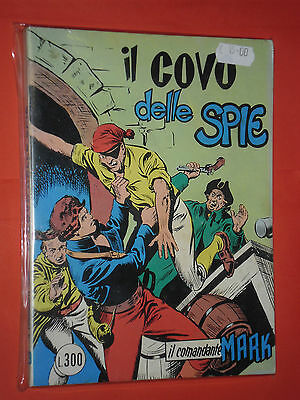 il COVO
delle SPIE
il comandante MARK
L.300